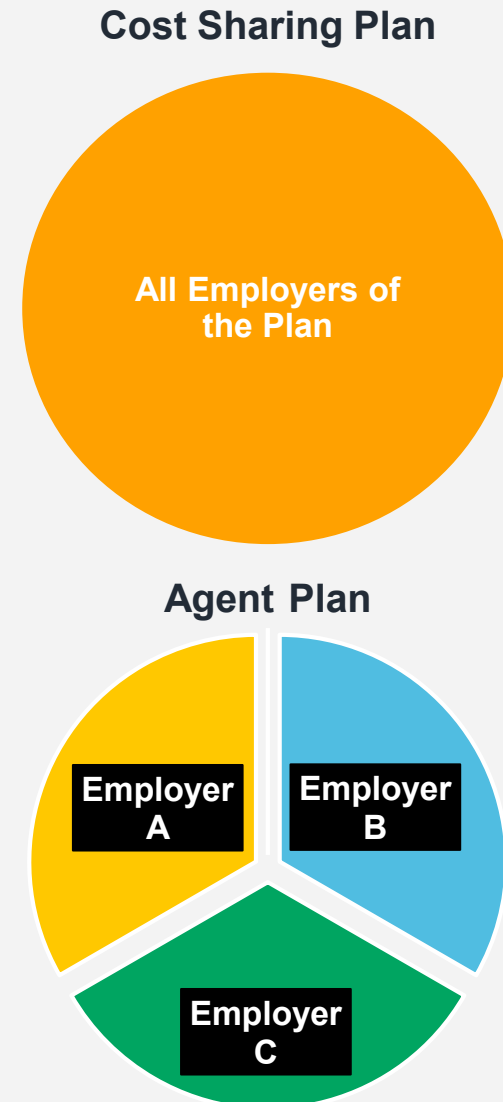 Cost Sharing Plan
All Employers of
the Plan
Agent Plan
Employer
A
Employer
B
Employer
C